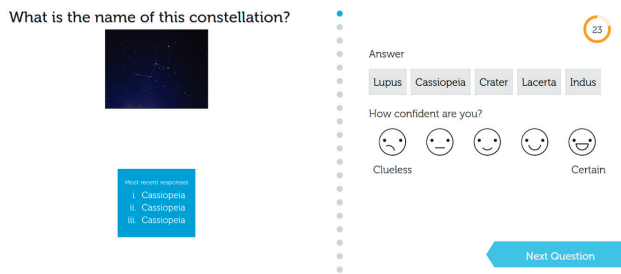 What is the name of this constellation?
Most recent responses
i. Cassiopeia
ii. Cassiopeia
iii. Cassiopeia
23
Answer
Lupus Cassiopeia Crater Lacerta Indus
How confident are you?
Clueless Certain
Next Question